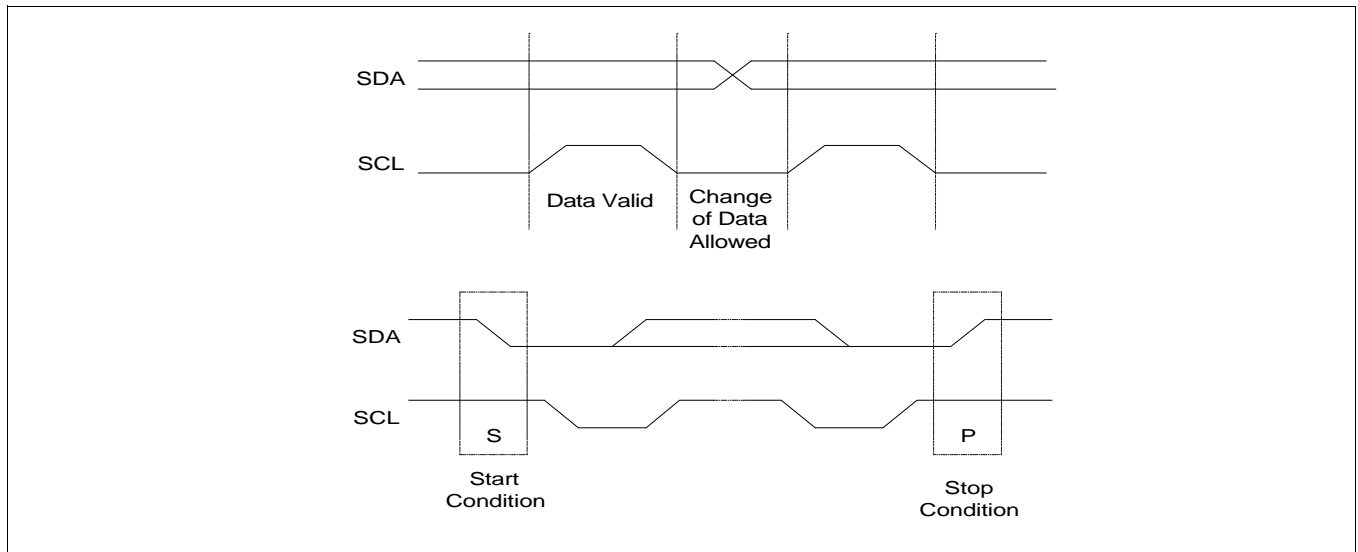 SDA
SCL
Data Valid
Change
of Data
Allowed
SDA
SCL
S
P
Start
Condition
Stop
Condition